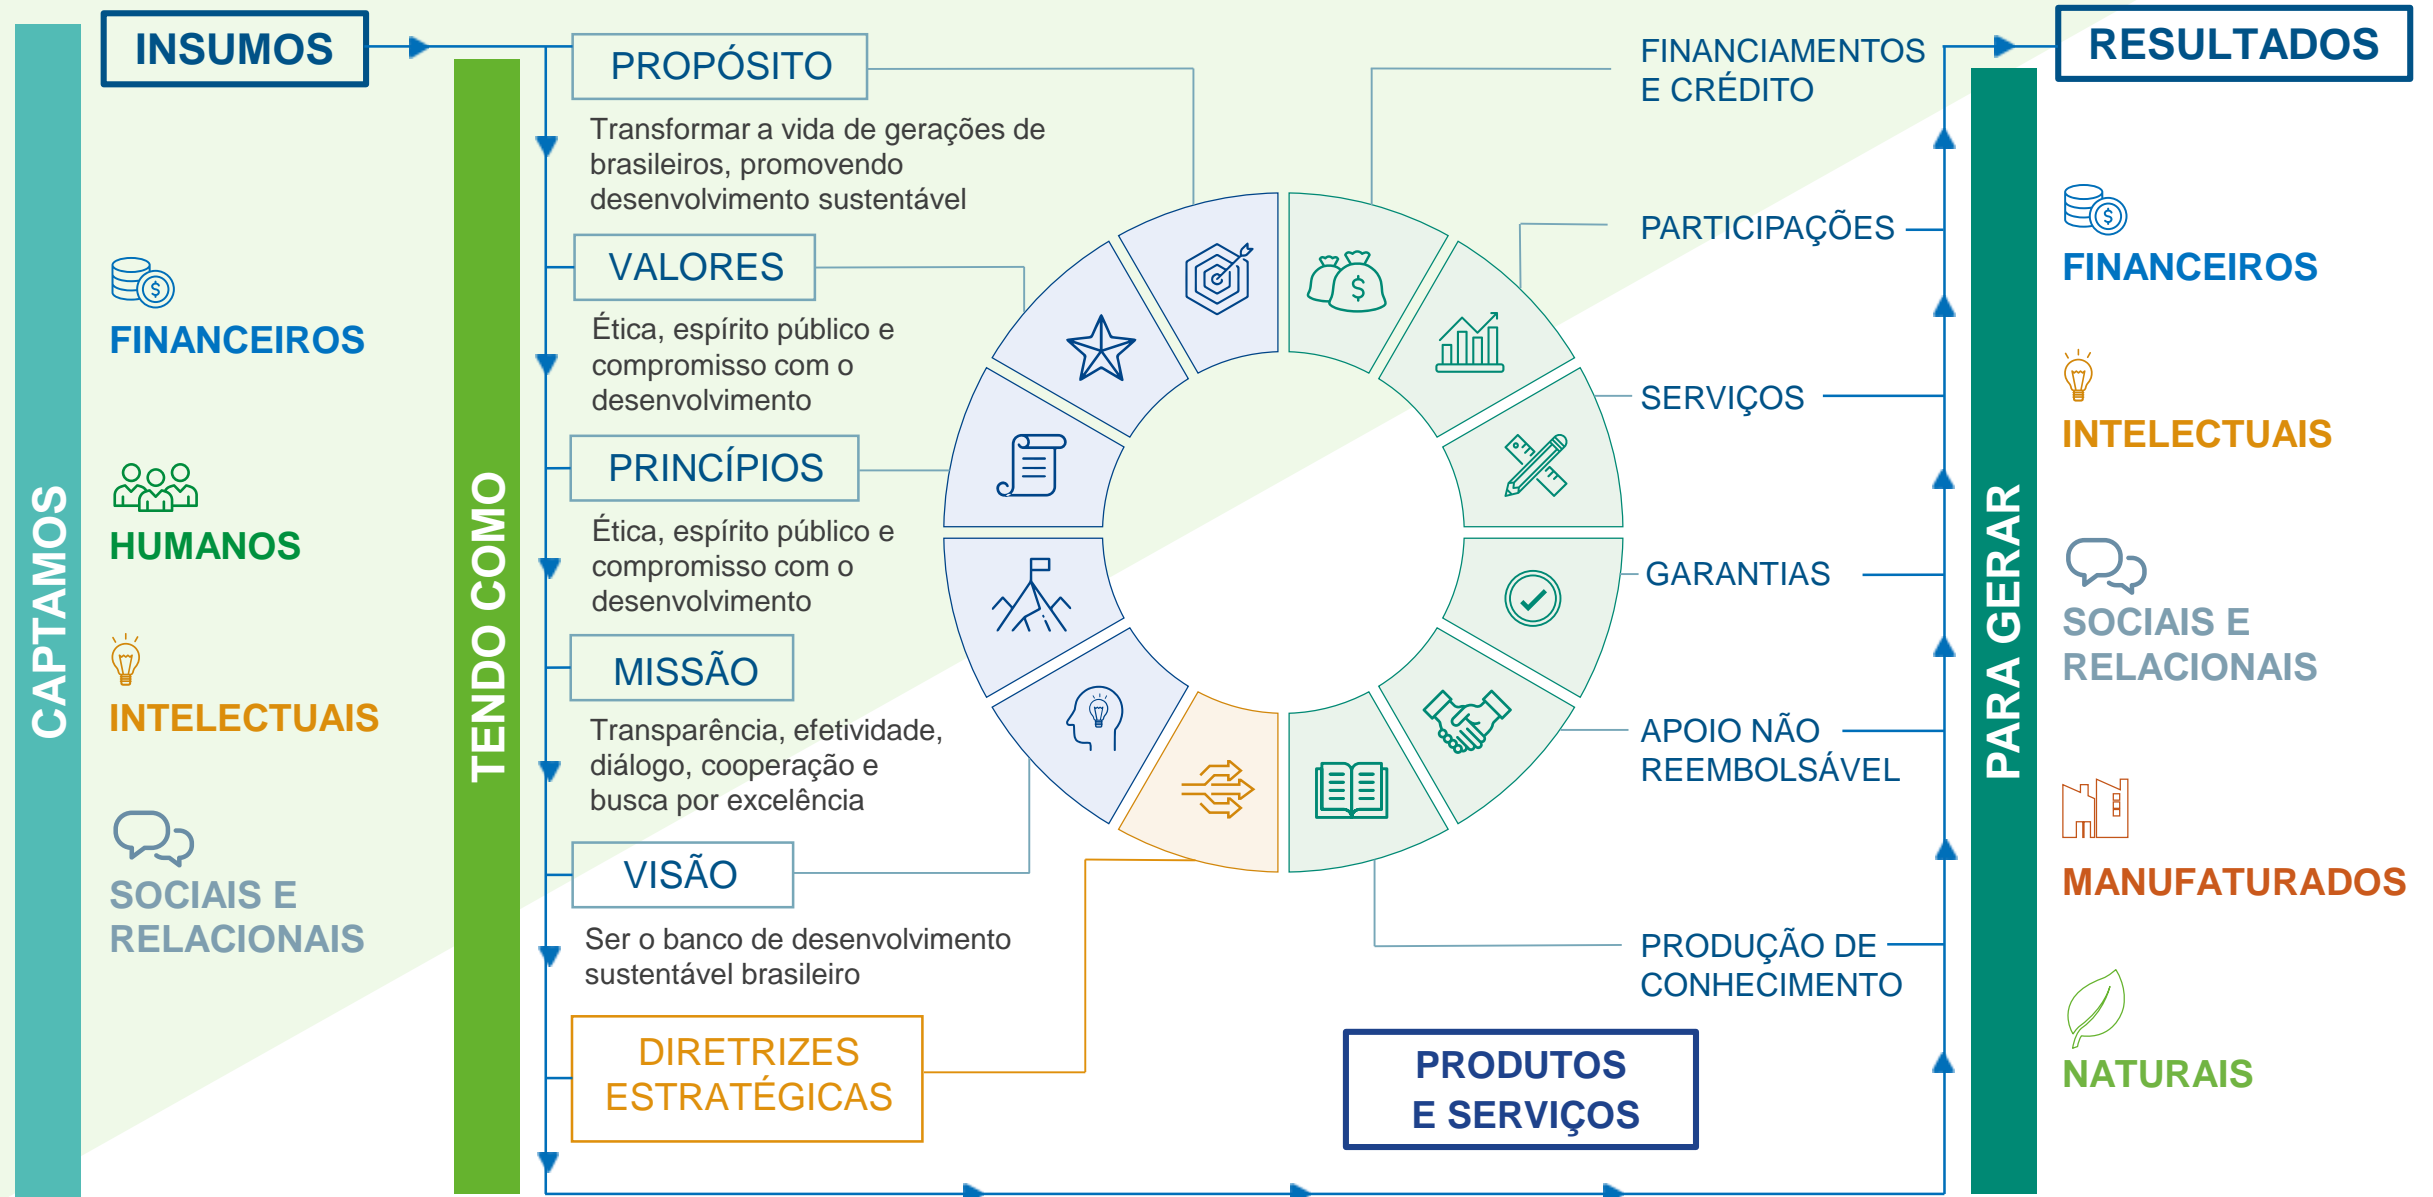 CAPTAMOS
INSUMOS
FINANCEIROS
HUMANOS
INTELECTUAIS
SOCIAIS E
RELACIONAIS
TENDO COMO
PROPÓSITO
Transformar a vida de gerações de
brasileiros, promovendo
desenvolvimento sustentável
VALORES
Ética, espírito público e
compromisso com o
desenvolvimento
PRINCÍPIOS
Ética, espírito público e
compromisso com o
desenvolvimento
MISSÃO
Transparência, efetividade,
diálogo, cooperação e
busca por excelência
VISÃO
Ser o banco de desenvolvimento
sustentável brasileiro
DIRETRIZES
ESTRATÉGICAS
FINANCIAMENTOS
E CRÉDITO
PARTICIPAÇÕES
SERVIÇOS
GARANTIAS
APOIO NÃO
REEMBOLSÁVEL
PRODUÇÃO DE
CONHECIMENTO
PRODUTOS
E SERVIÇOS
PARA GERAR
RESULTADOS
FINANCEIROS
INTELECTUAIS
SOCIAIS E
RELACIONAIS
MANUFATURADOS
NATURAIS